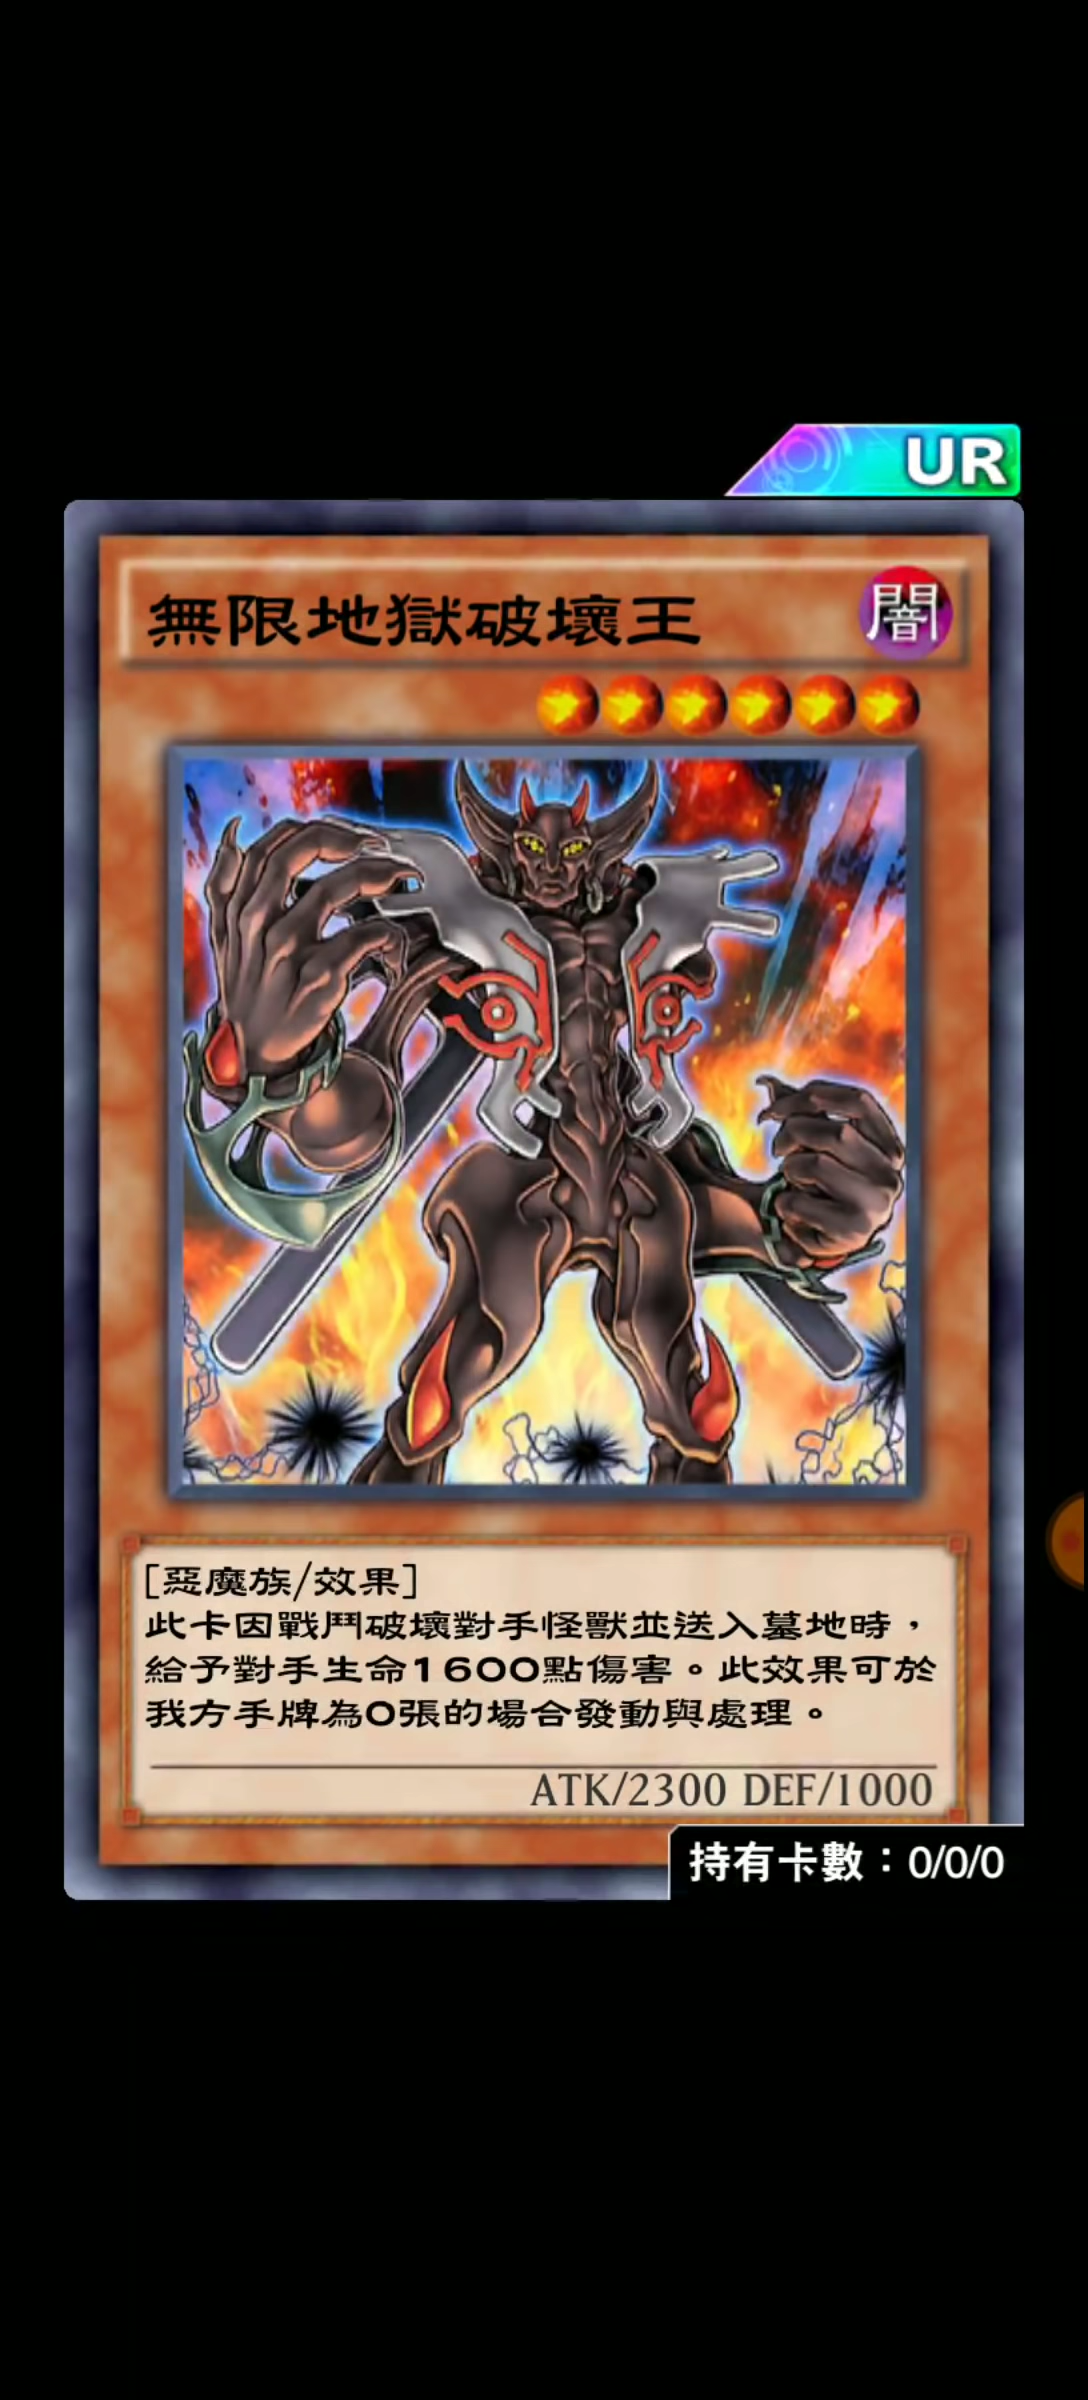 UR
無限地獄破壞王
闇
[惡魔族/效果]
此卡因戰鬥破壞對手怪獸並送入墓地時，
給予對手生命1600點傷害。此效果可於
我方手牌為0張的場合發動與處理。
ATK/2300 DEF/1000
持有卡數：0/0/0